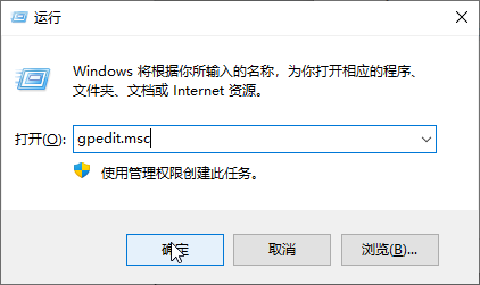 运行
Windows 将根据你所输入的名称，为你打开相应的程序、
文件夹、文档或 Internet 资源。
打开(O): gpedit.msc
使用管理权限创建此任务。
确定 取消 浏览(B)...